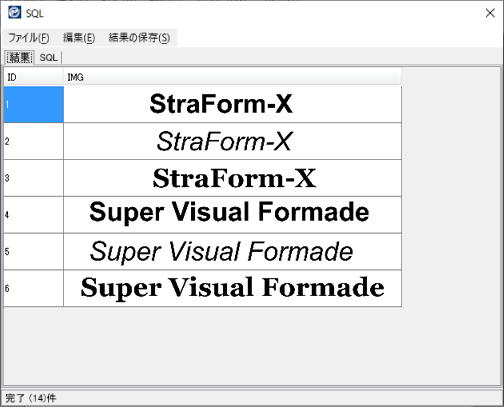 SQL
ファイル(F) 編集(E) 結果の保存(S)
結果 SQL
ID IMG
1 StraForm-X
2 StraForm-X
3 StraForm-X
4 Super Visual Formade
5 Super Visual Formade
6 Super Visual Formade
完了 (14)件